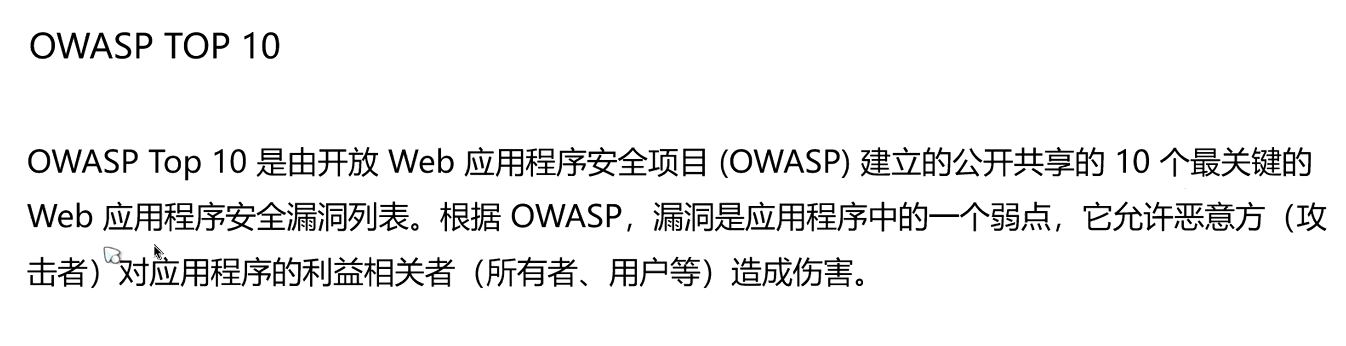 OWASP TOP 10
OWASP Top 10 是由开放 Web 应用程序安全项目 (OWASP) 建立的公开共享的 10 个最关键的
Web 应用程序安全漏洞列表。根据 OWASP，漏洞是应用程序中的一个弱点，它允许恶意方（攻
击者）对应用程序的利益相关者（所有者、用户等）造成伤害。